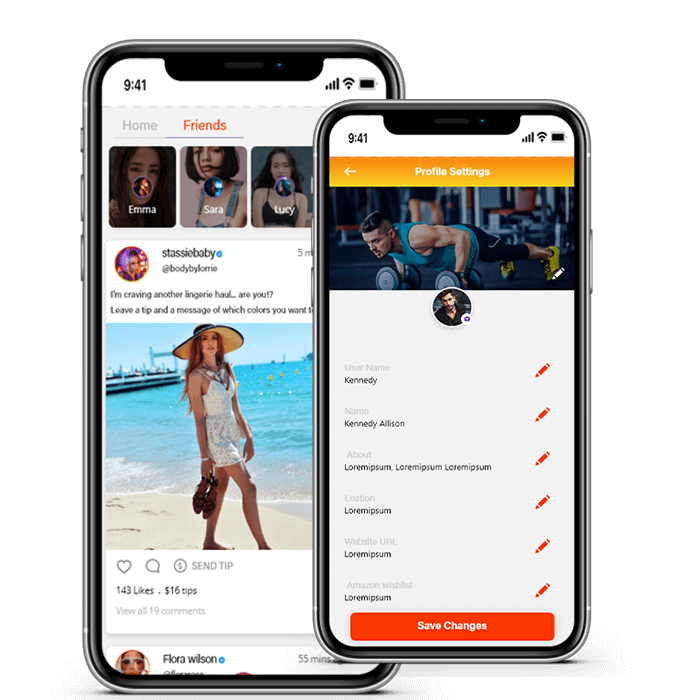 9:41
Home Friends
Emma Sara Lucy
stassiebaby 5 m
@bodybylorrie
I'm craving another lingerie haul... are you!?
Leave a tip and a message of which colors you want t
SEND TIP
143 Likes . $16 tips
View all 19 comments
Flora wilson 55 mins
9:41
Profile Settings
User Name
Kennedy
Name
Kennedy Allison
About
Loremipsum, Loremipsum Loremipsum
Loation
Loremipsum
Website URL
Loremipsum
Amazon wishlist
Loremipsum
Save Changes